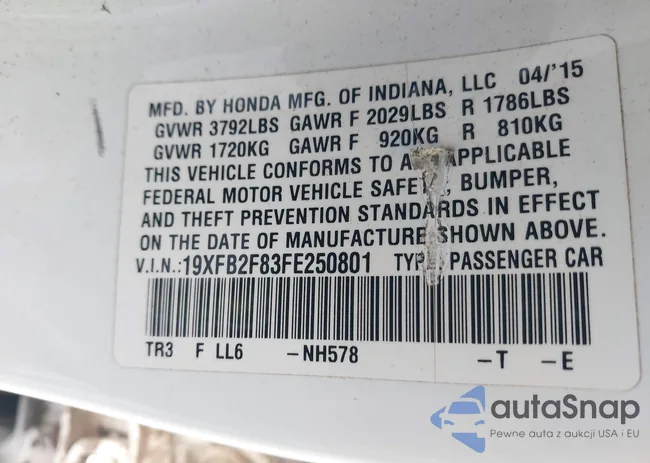 MFD. BY HONDA MFG. OF INDIANA, LLC 04/'15
GVWR 3792LBS GAWR F 2029LBS R 1786LBS
GVWR 1720KG GAWR F 920KG R 810KG
THIS VEHICLE CONFORMS TO APPLICABLE
FEDERAL MOTOR VEHICLE SAFETY, BUMPER,
AND THEFT PREVENTION STANDARDS IN EFFECT
ON THE DATE OF MANUFACTURE SHOWN ABOVE.
V.I.N.:19XFB2F83FE250801 TYPE PASSENGER CAR
TR3 F LL6 -NH578 -T -E
autaSnap
Pewne auta z aukcji USA i EU